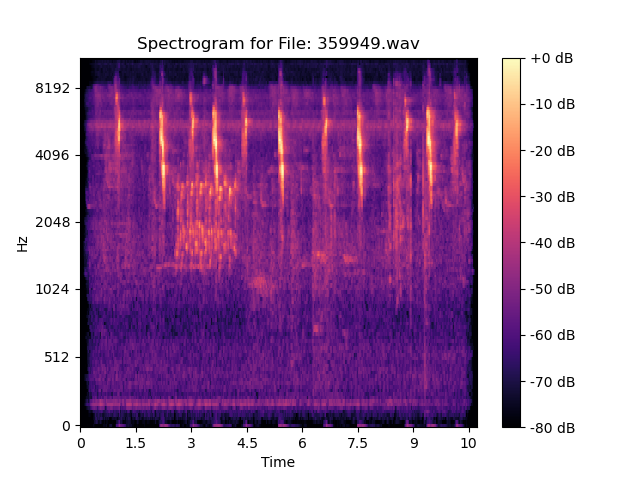 Spectrogram for File: 359949.wav
Hz
8192
4096
2048
1024
512
0
0 1.5 3 4.5 6 7.5 9 10
Time
+0 dB
-10 dB
-20 dB
-30 dB
-40 dB
-50 dB
-60 dB
-70 dB
-80 dB